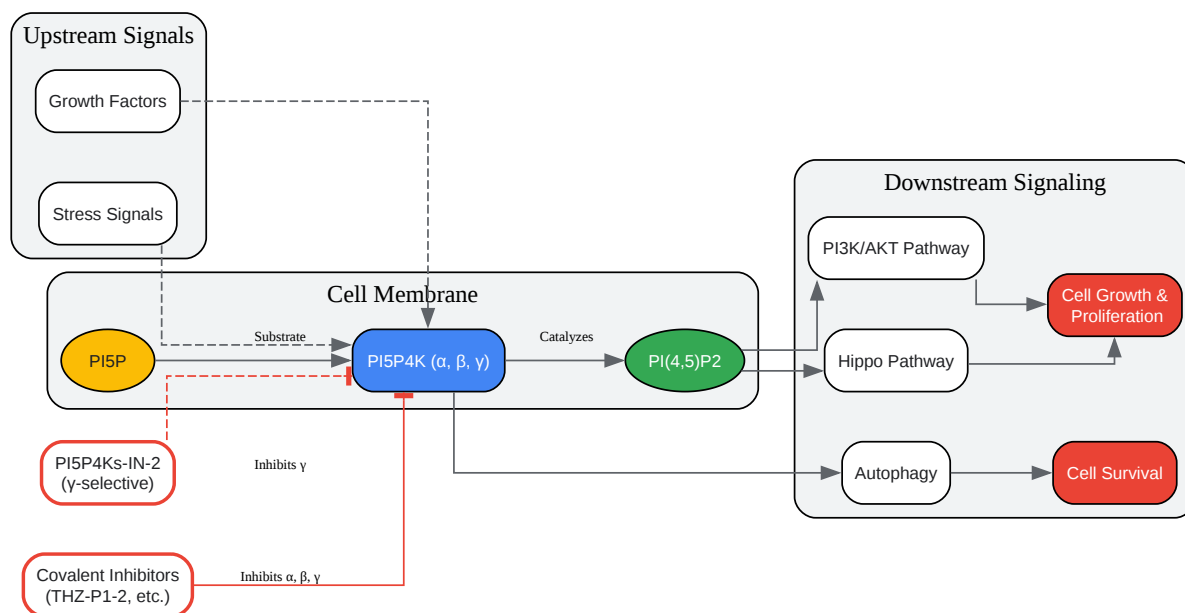 Upstream Signals
Growth Factors
Stress Signals
Cell Membrane
PI5P
Substrate
PI5P4K (α, β, γ)
Catalyzes
PI(4,5)P2
Downstream Signaling
PI3K/AKT Pathway
Cell Growth &
Proliferation
Hippo Pathway
Autophagy
Cell Survival
PI5P4Ks-IN-2
(γ-selective)
Inhibits γ
Covalent Inhibitors
(THZ-P1-2, etc.)
Inhibits α, β, γ